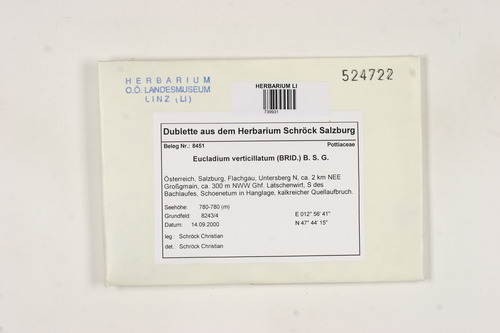 HERBARIUM
O.Ö. LANDESMUSEUM
LINZ (LI)
HERBARIUM LI
739931
524722
Dublette aus dem Herbarium Schröck Salzburg
Beleg Nr.: 8451 Pottiaceae
Eucladium verticillatum (BRID.) B. S. G.
Österreich, Salzburg, Flachgau, Untersberg N, ca. 2 km NEE
Großgmain, ca. 300 m NWW Ghf. Latschenwirt, S des
Bachlaufes, Schoenetum in Hanglage, kalkreicher Quellaufbruch.
Seehöhe: 780-780 (m) E 012° 56' 41"
Grundfeld: 8243/4 N 47° 44' 15"
Datum: 14.09.2000
leg.: Schröck Christian
det.: Schröck Christian